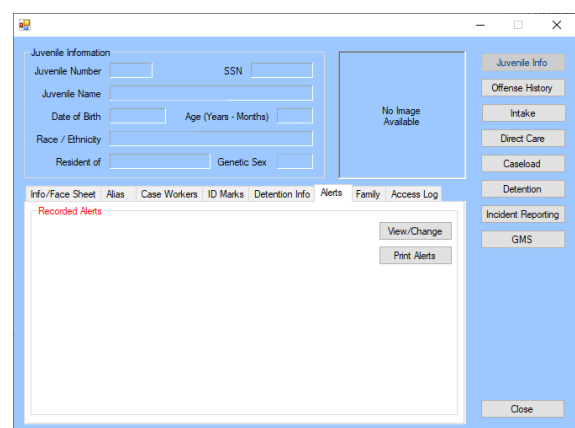 Juvenile Information
Juvenile Number SSN
Juvenile Name
Date of Birth Age (Years - Months)
Race / Ethnicity
Resident of Genetic Sex
No Image
Available
Juvenile Info
Offense History
Intake
Direct Care
Caseload
Detention
Incident Reporting
GMS
Info/Face Sheet Alias Case Workers ID Marks Detention Info Alerts Family Access Log
Recorded Alerts
View/Change
Print Alerts
Close